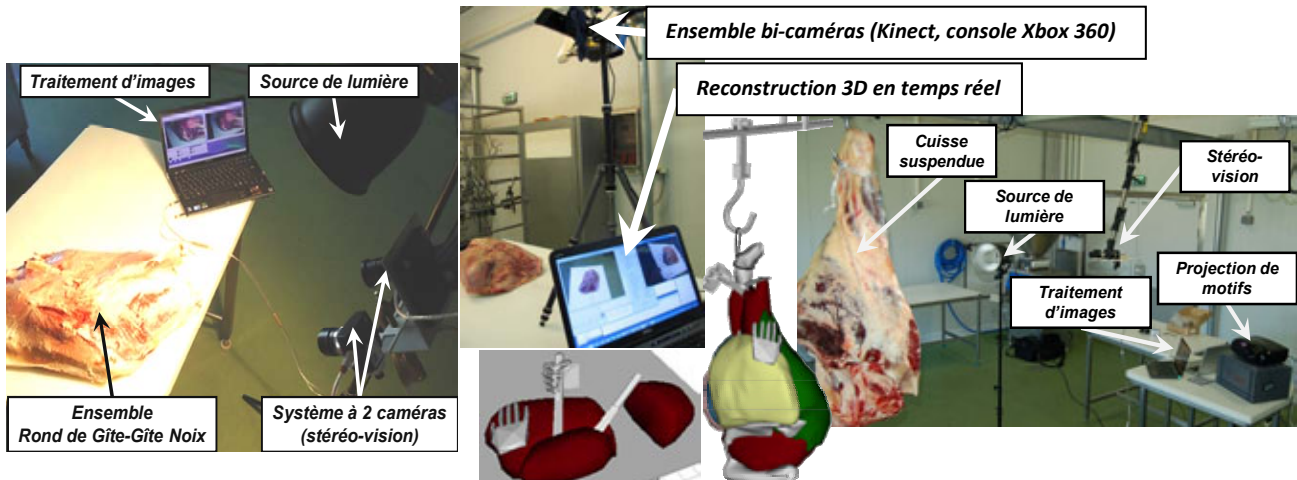 Traitement d'images
Source de lumière
Ensemble
Rond de Gîte-Gîte Noix
Système à 2 caméras
(stéréo-vision)
Ensemble bi-caméras (Kinect, console Xbox 360)
Reconstruction 3D en temps réel
Cuisse
suspendue
Source de
lumière
Stéréo-
vision
Traitement
d'images
Projection de
motifs